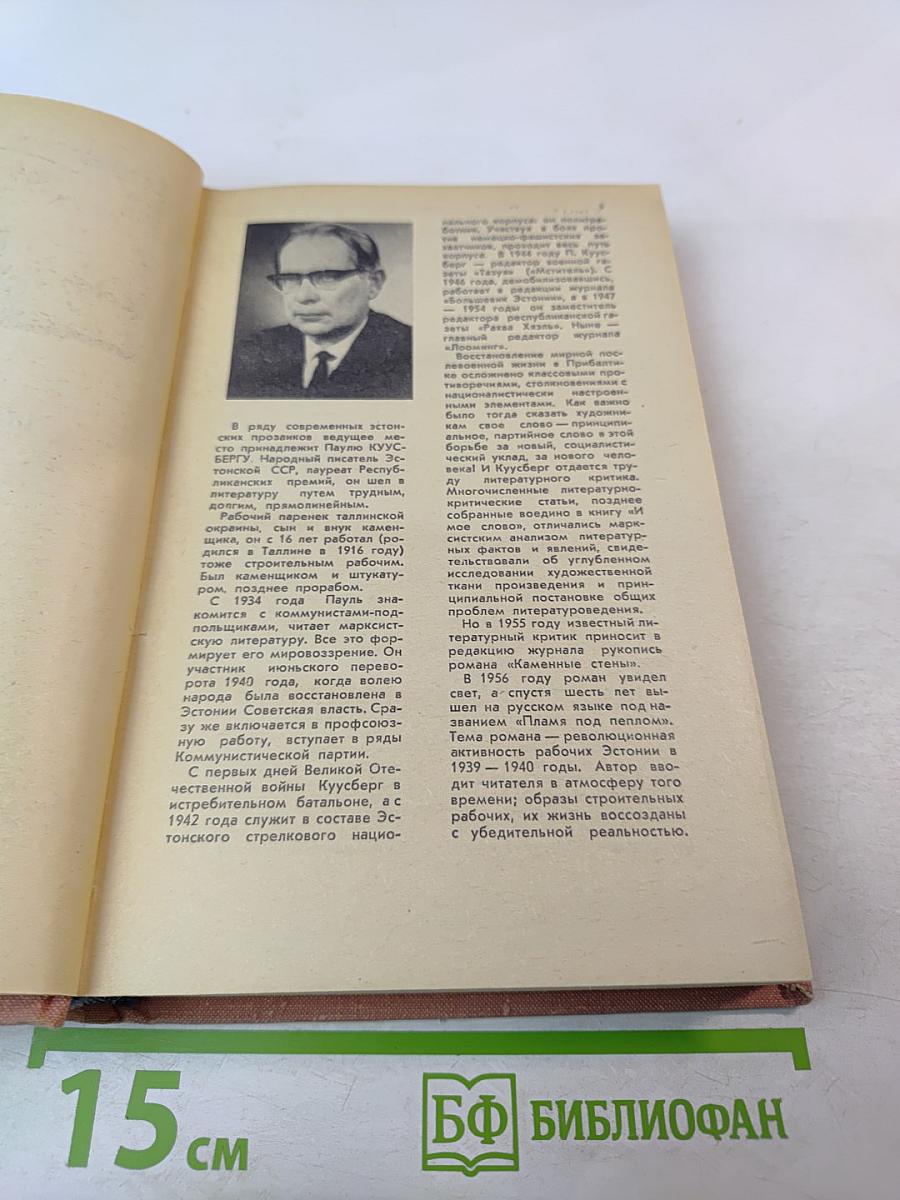 5
В ряду современных эстон-
ских прозаиков ведущее ме-
сто принадлежит Паулю КУУС-
БЕРГУ. Народный писатель Эс-
тонской ССР, лауреат Респуб-
ликанских премий, он шел в
литературу путем трудным,
долгим, прямолинейным.
Рабочий паренек таллинской
окраины, сын и внук камен-
щика, он с 16 лет работал (ро-
дился в Таллине в 1916 году)
тоже строительным рабочим.
Был каменщиком и штукату-
ром, позднее прорабом.
С 1934 года Пауль зна-
комится с коммунистами-под-
польщиками, читает марксист-
скую литературу. Все это фор-
мирует его мировоззрение. Он
участник июньского перево-
рота 1940 года, когда волею
народа была восстановлена в
Эстонии Советская власть. Сра-
зу же включается в профсоюз-
ную работу, вступает в ряды
Коммунистической партии.
С первых дней Великой Оте-
чественной войны Куусберг в
истребительном батальоне, а с
1942 года служит в составе Эс-
тонского стрелкового нацио-
нального корпуса: он политра-
ботник. Участвуя в боях про-
тив немецко-фашистских за-
хватчиков, проходит весь путь
корпуса. В 1944 году П. Куус-
берг — редактор военной га-
зеты «Тазуя» («Мститель»). С
1946 года, демобилизовавшись,
работает в редакции журнала
«Большевик Эстонии», а в 1947
— 1954 годы он заместитель
редактора республиканской га-
зеты «Рахва Хяэль». Ныне —
главный редактор журнала
«Лооминг».
Восстановление мирной пос-
левоенной жизни в Прибалти-
ке осложнено классовыми про-
тиворечиями, столкновениями с
националистически настроен-
ными элементами. Как важно
было тогда сказать художни-
кам свое слово — принципи-
альное, партийное слово в этой
борьбе за новый, социалисти-
ческий уклад, за нового чело-
века! И Куусберг отдается тру-
ду литературного критика.
Многочисленные литературно-
критические статьи, позднее
собранные воедино в книгу «И
мое слово», отличались марк-
систским анализом литератур-
ных фактов и явлений, свиде-
тельствовали об углубленном
исследовании художественной
ткани произведения и прин-
ципиальной постановке общих
проблем литературоведения.
Но в 1955 году известный ли-
тературный критик приносит в
редакцию журнала рукопись
романа «Каменные стены».
В 1956 году роман увидел
свет, а спустя шесть лет вы-
шел на русском языке под на-
званием «Пламя под пеплом».
Тема романа — революционная
активность рабочих Эстонии в
1939 — 1940 годы. Автор вво-
дит читателя в атмосферу того
времени; образы строительных
рабочих, их жизнь воссозданы
с убедительной реальностью.
15 см
БФ БИБЛИОФАН